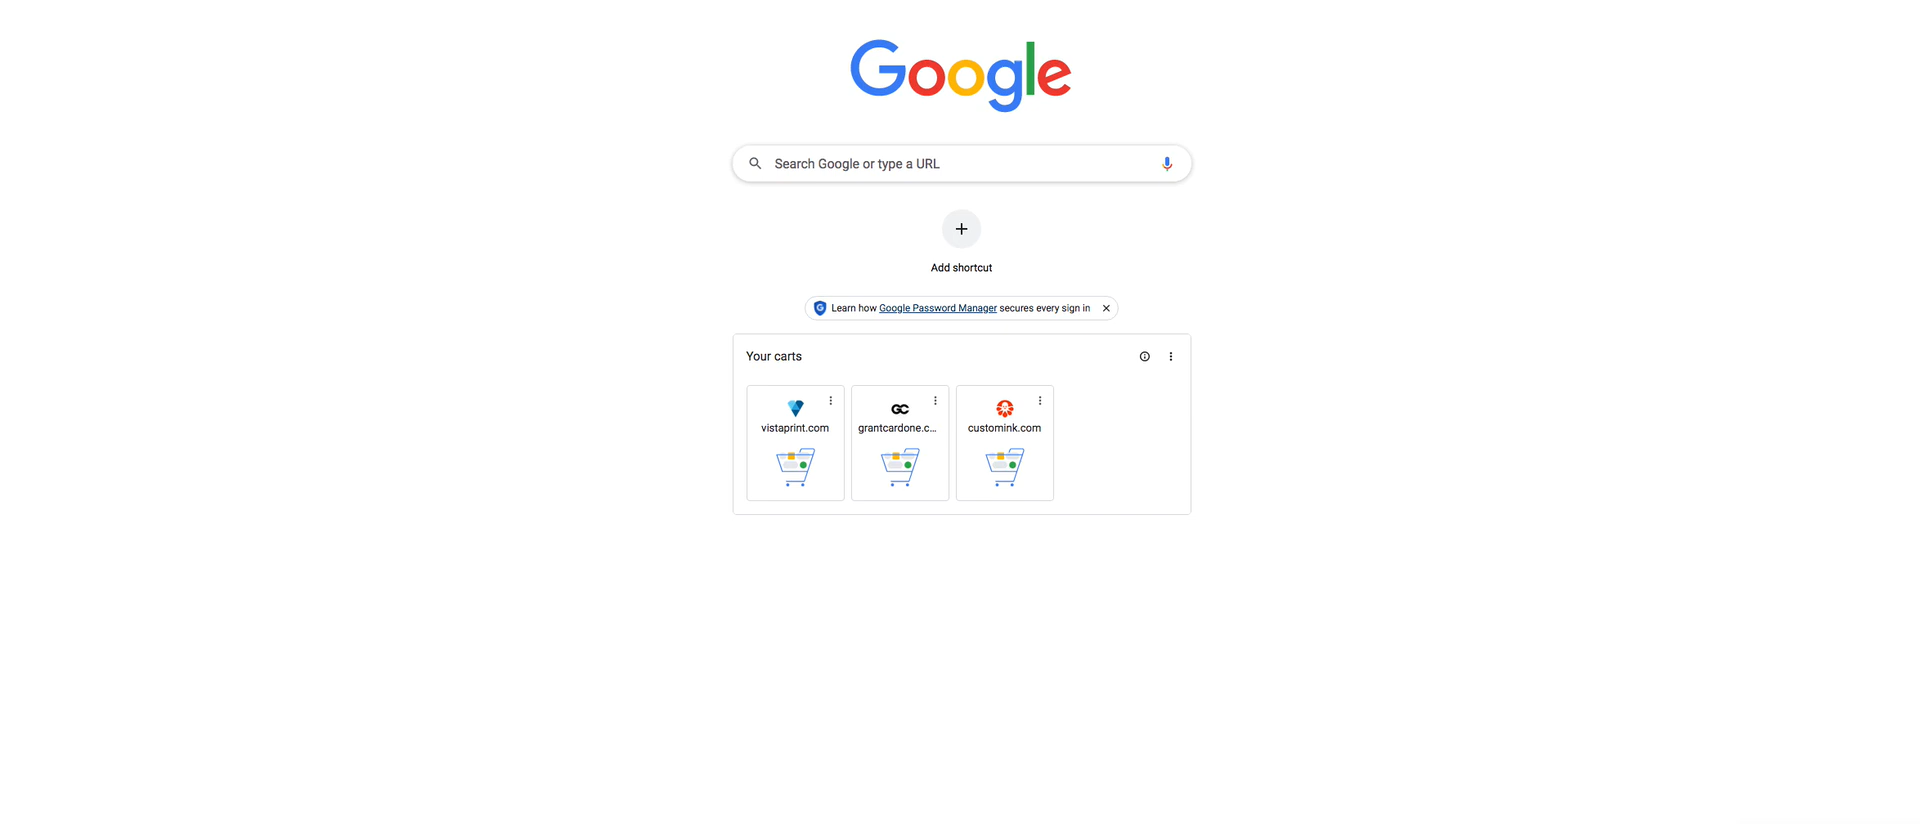 Google
Search Google or type a URL
Add shortcut
Learn how Google Password Manager secures every sign in
Your carts
GC
vistaprint.com
grantcardone.c...
customink.com